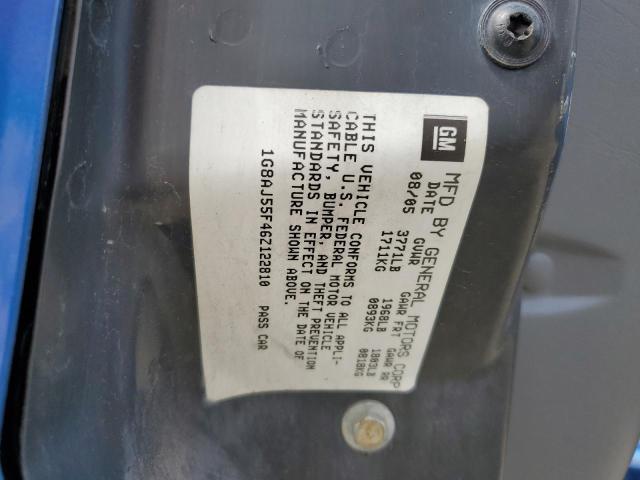 GM MFD BY GENERAL MOTORS CORP
DATE GVWR GAWR FRT GAWR RR
08/05 3771LB 1968LB 1803LB
1711KG 0893KG 0818KG
THIS VEHICLE CONFORMS TO ALL APPLI-
CABLE U.S. FEDERAL MOTOR VEHICLE
SAFETY, BUMPER, AND THEFT PREVENTION
STANDARDS IN EFFECT ON THE DATE OF
MANUFACTURE SHOWN ABOVE.
1G8AJ55F46Z122810 PASS CAR